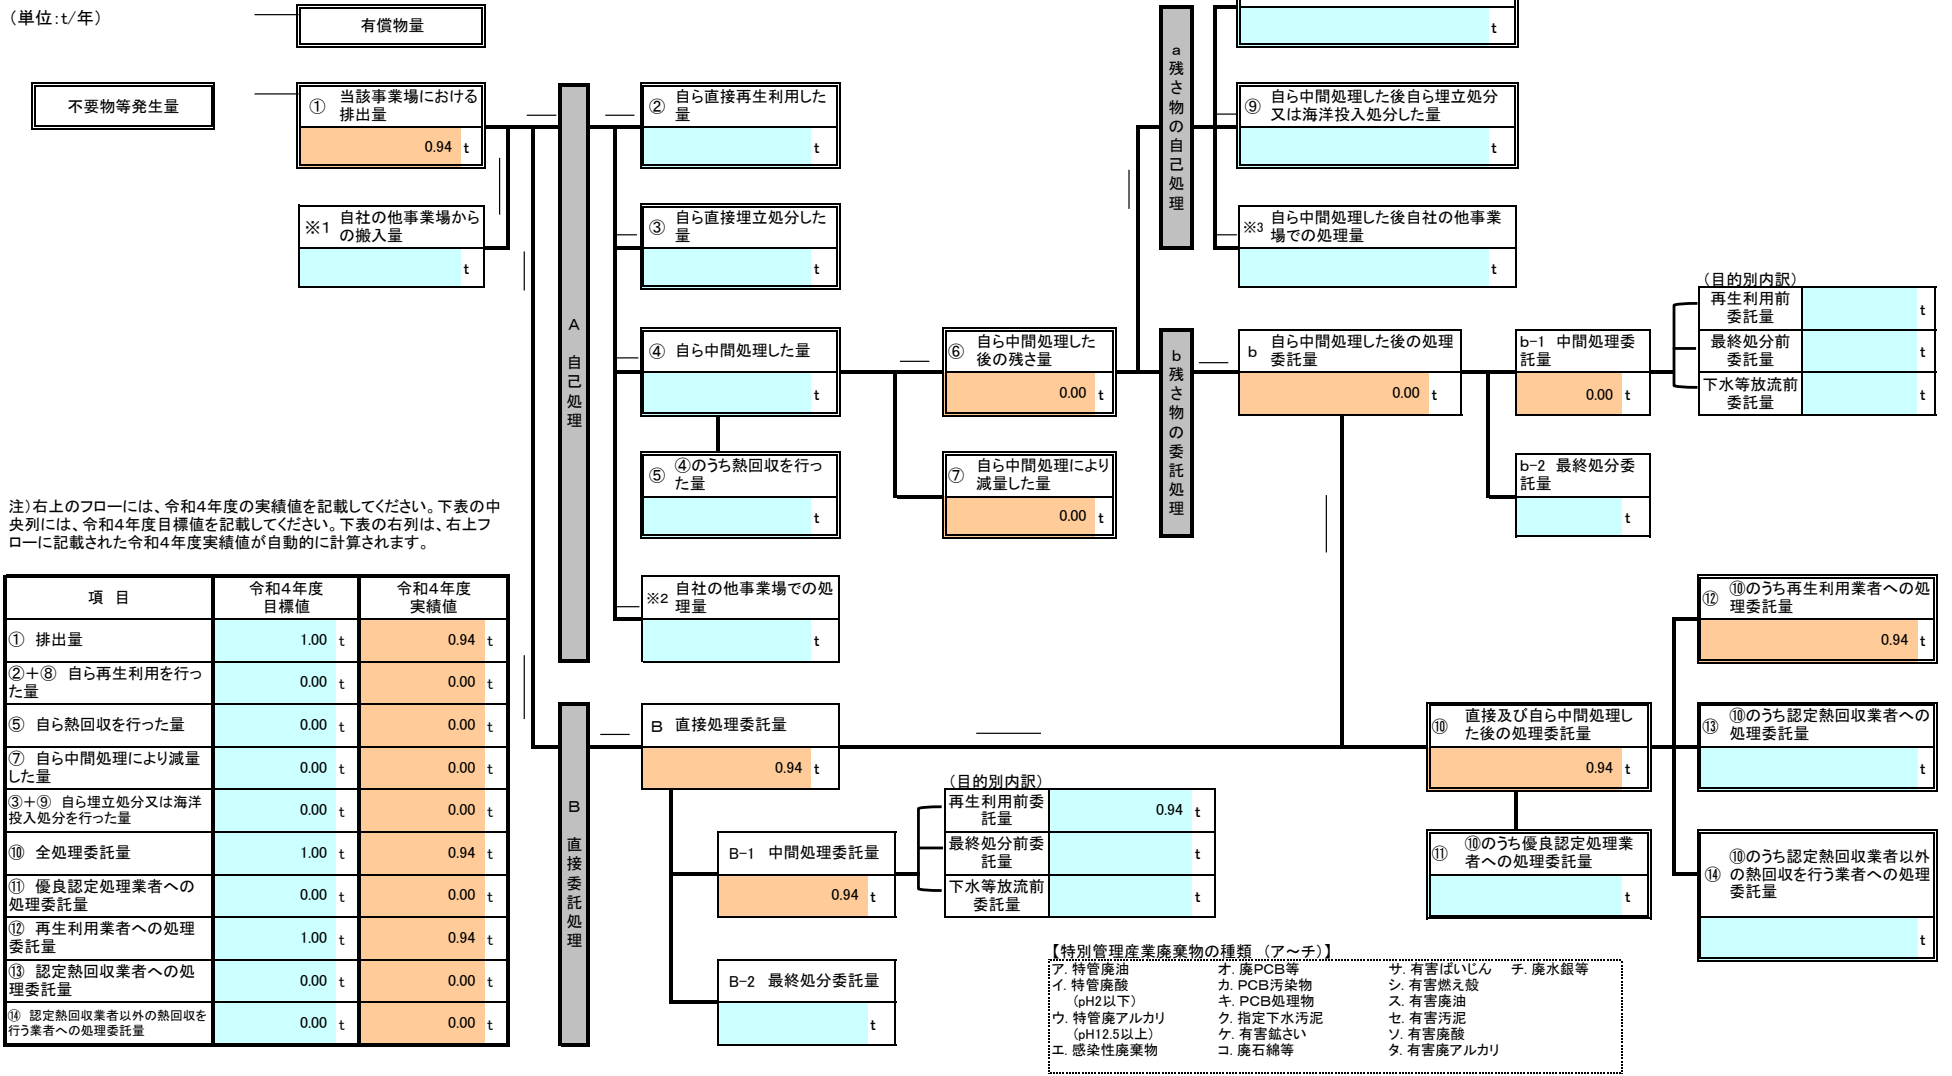 （単位:t/年）
有償物量
t
不要物等発生量
① 当該事業場における
排出量
0.94 t
② 自ら直接再生利用した
量
t
⑨ 自ら中間処理した後自ら埋立処分
又は海洋投入処分した量
t
※1 自社の他事業場から
の搬入量
t
③ 自ら直接埋立処分した
量
t
※3 自ら中間処理した後自社の他事業
場での処理量
t
a 残さ物の自己処理
A 自己処理
④ 自ら中間処理した量
t
⑥ 自ら中間処理した
後の残さ量
0.00 t
b 残さ物の委託処理
b 自ら中間処理した後の処理
委託量
0.00 t
b-1 中間処理委
託量
0.00 t
（目的別内訳）
再生利用前
委託量
t
最終処分前
委託量
t
下水等放流前
委託量
t
⑤ ④のうち熱回収を行っ
た量
t
⑦ 自ら中間処理により
減量した量
0.00 t
b-2 最終処分委
託量
t
注）右上のフローには、令和４年度の実績値を記載してください。下表の中
央列には、令和４年度目標値を記載してください。下表の右列は、右上フ
ローに記載された令和４年度実績値が自動的に計算されます。
※2 自社の他事業場での処
理量
t
項 目
令和4年度
目標値
令和4年度
実績値
① 排出量 1.00 t 0.94 t
②＋⑧ 自ら再生利用を行っ
た量 0.00 t 0.00 t
⑤ 自ら熱回収を行った量 0.00 t 0.00 t
⑦ 自ら中間処理により減量
した量 0.00 t 0.00 t
③＋⑨ 自ら埋立処分又は海洋
投入処分を行った量 0.00 t 0.00 t
⑩ 全処理委託量 1.00 t 0.94 t
⑪ 優良認定処理業者への
処理委託量 0.00 t 0.00 t
⑫ 再生利用業者への処理
委託量 1.00 t 0.94 t
⑬ 認定熱回収業者への処
理委託量 0.00 t 0.00 t
⑭ 認定熱回収業者以外の熱回収を
行う業者への処理委託量 0.00 t 0.00 t
B 直接委託処理
B 直接処理委託量
0.94 t
B-1 中間処理委託量
0.94 t
B-2 最終処分委託量
t
（目的別内訳）
再生利用前委
託量
0.94 t
最終処分前委
託量
t
下水等放流前
委託量
t
⑩ 直接及び自ら中間処理し
た後の処理委託量
0.94 t
⑪ ⑩のうち優良認定処理業
者への処理委託量
t
⑫ ⑩のうち再生利用業者への処
理委託量
0.94 t
⑬ ⑩のうち認定熱回収業者への
処理委託量
t
⑭ ⑩のうち認定熱回収業者以外
の熱回収を行う業者への処理
委託量
t
【特別管理産業廃棄物の種類 （ア～チ）】
ア. 特管廃油 オ. 廃PCB等 サ. 有害ばいじん チ. 廃水銀等
イ. 特管廃酸 カ. PCB汚染物 シ. 有害燃え殻
（pH2以下） キ. PCB処理物 ス. 有害廃油
ウ. 特管廃アルカリ ク. 指定下水汚泥 セ. 有害汚泥
（pH12.5以上） ケ. 有害鉱さい ソ. 有害廃酸
エ. 感染性廃棄物 コ. 廃石綿等 タ. 有害廃アルカリ